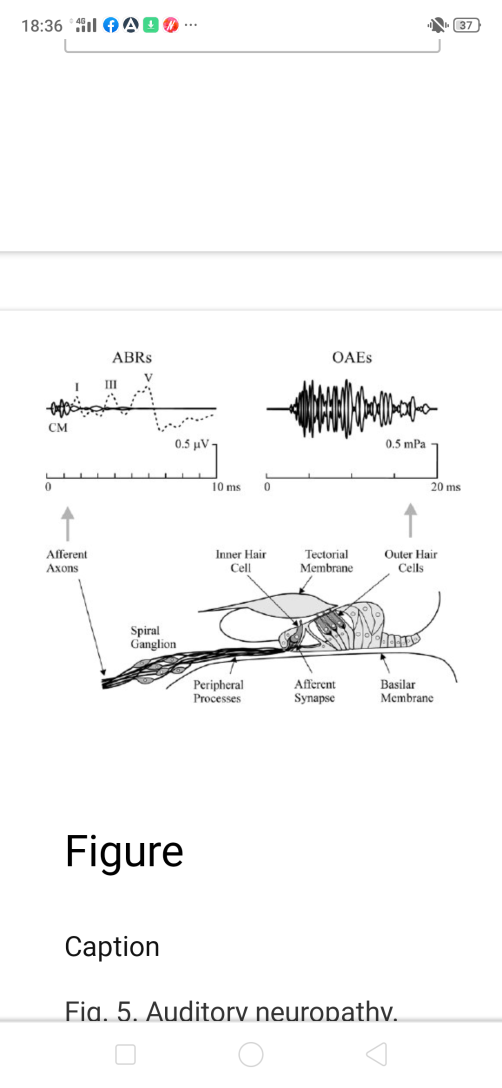 18:36
4G
37
ABRs
OAEs
I
III
V
CM
0.5 μV
0.5 mPa
0
10 ms
0
20 ms
Afferent
Axons
Inner Hair
Cell
Tectorial
Membrane
Outer Hair
Cells
Spiral
Ganglion
Peripheral
Processes
Afferent
Synapse
Basilar
Membrane
Figure
Caption
Fig. 5. Auditory neuropathy.